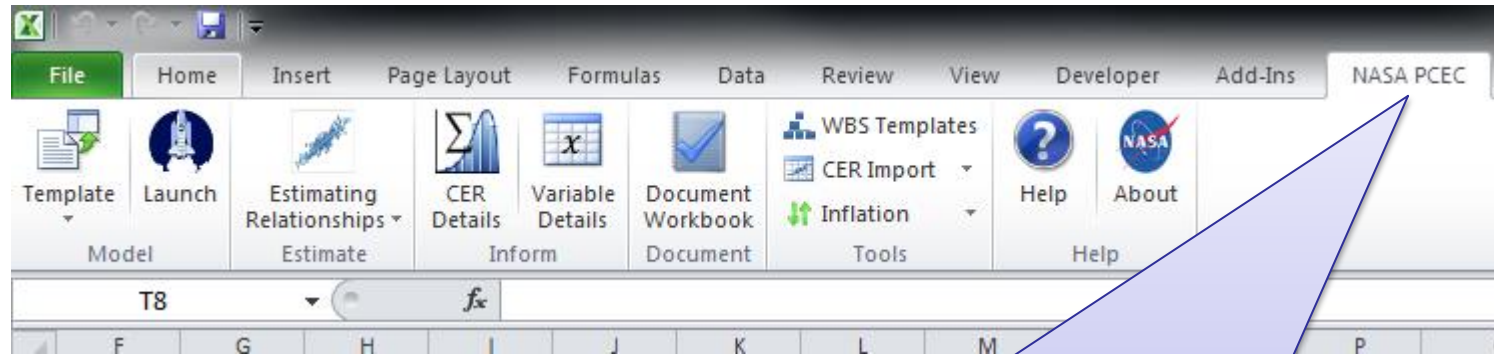 File Home Insert Page Layout Formulas Data Review View Developer Add-Ins NASA PCEC
Template Launch Estimating Relationships CER Details Variable Details Document Workbook WBS Templates CER Import Inflation Help About
Model Estimate Inform Document Tools Help
T8 fx
F G H I J K L M P